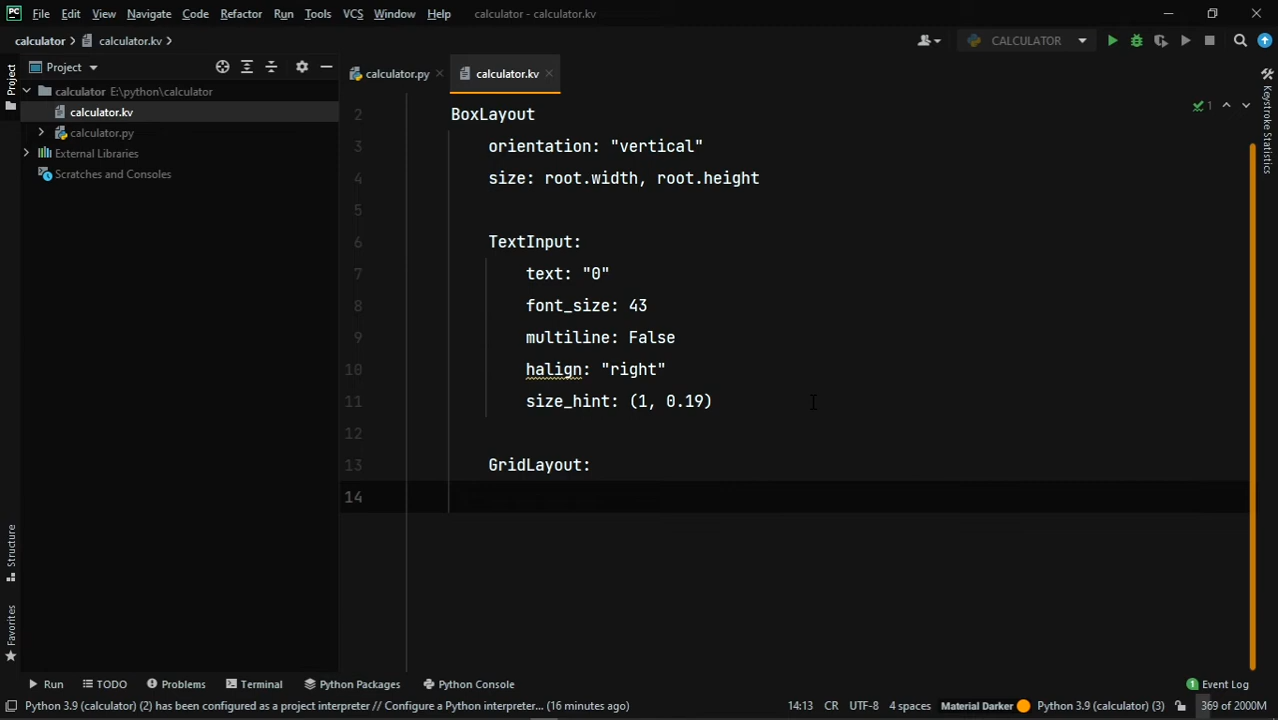 PC File Edit View Navigate Code Refactor Run Tools VCS Window Help calculator - calculator.kv
calculator calculator.kv CALCULATOR
Project
Project
calculator E:\python\calculator
calculator.kv
calculator.py
External Libraries
Scratches and Consoles
calculator.py calculator.kv
2 BoxLayout
3 orientation: "vertical"
4 size: root.width, root.height
5
6 TextInput:
7 text: "0"
8 font_size: 43
9 multiline: False
10 halign: "right"
11 size_hint: (1, 0.19)
12
13 GridLayout:
14
1
Keystroke Statistics
Structure
Favorites
Run TODO Problems Terminal Python Packages Python Console 1 Event Log
Python 3.9 (calculator) (2) has been configured as a project interpreter // Configure a Python interpreter... (16 minutes ago) 14:13 CR UTF-8 4 spaces Material Darker Python 3.9 (calculator) (3) 369 of 2000M